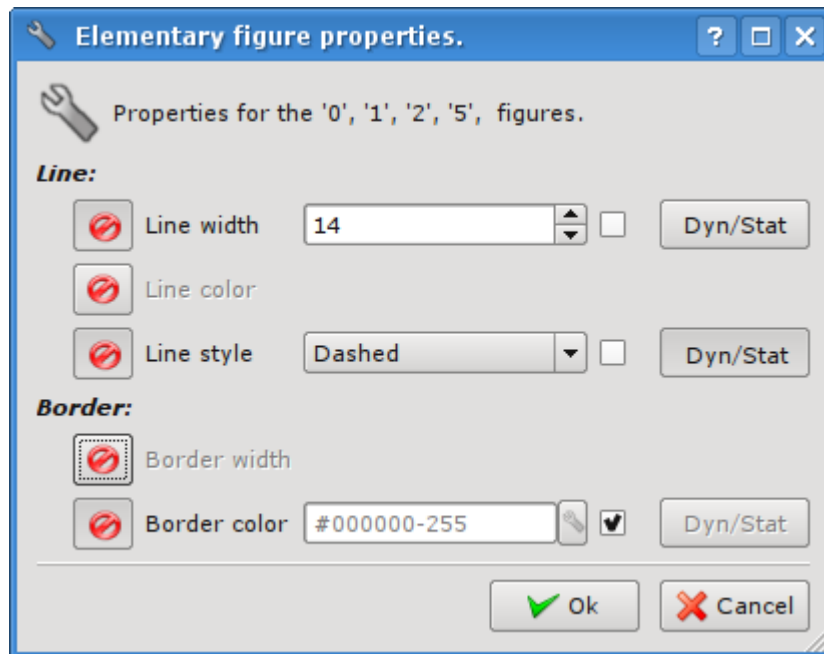 Elementary figure properties.
Properties for the '0', '1', '2', '5', figures.
Line:
Line width 14 Dyn/Stat
Line color
Line style Dashed Dyn/Stat
Border:
Border width
Border color #000000-255 Dyn/Stat
Ok Cancel